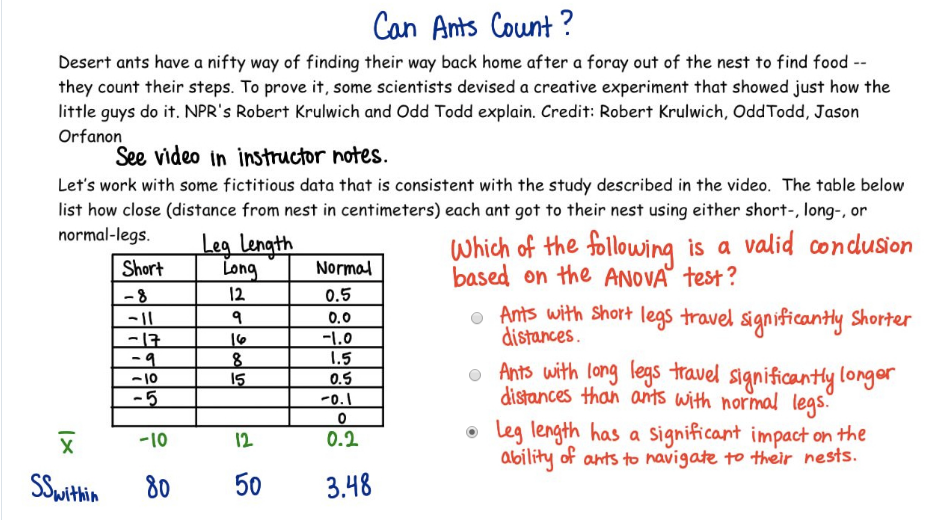 Can Ants Count?
Desert ants have a nifty way of finding their way back home after a foray out of the nest to find food --
they count their steps. To prove it, some scientists devised a creative experiment that showed just how the
little guys do it. NPR's Robert Krulwich and Odd Todd explain. Credit: Robert Krulwich, OddTodd, Jason
Orfanon
See video in instructor notes.
Let's work with some fictitious data that is consistent with the study described in the video. The table below
list how close (distance from nest in centimeters) each ant got to their nest using either short-, long-, or
normal-legs.
Leg Length
Short Long Normal
-8 12 0.5
-11 9 0.0
-17 16 -1.0
-9 8 1.5
-10 15 0.5
-5 -0.1
0
X̄ -10 12 0.2
SSwithin 80 50 3.48
Which of the following is a valid conclusion
based on the ANOVA test?
Ants with short legs travel significantly shorter
distances.
Ants with long legs travel significantly longer
distances than ants with normal legs.
Leg length has a significant impact on the
ability of ants to navigate to their nests.